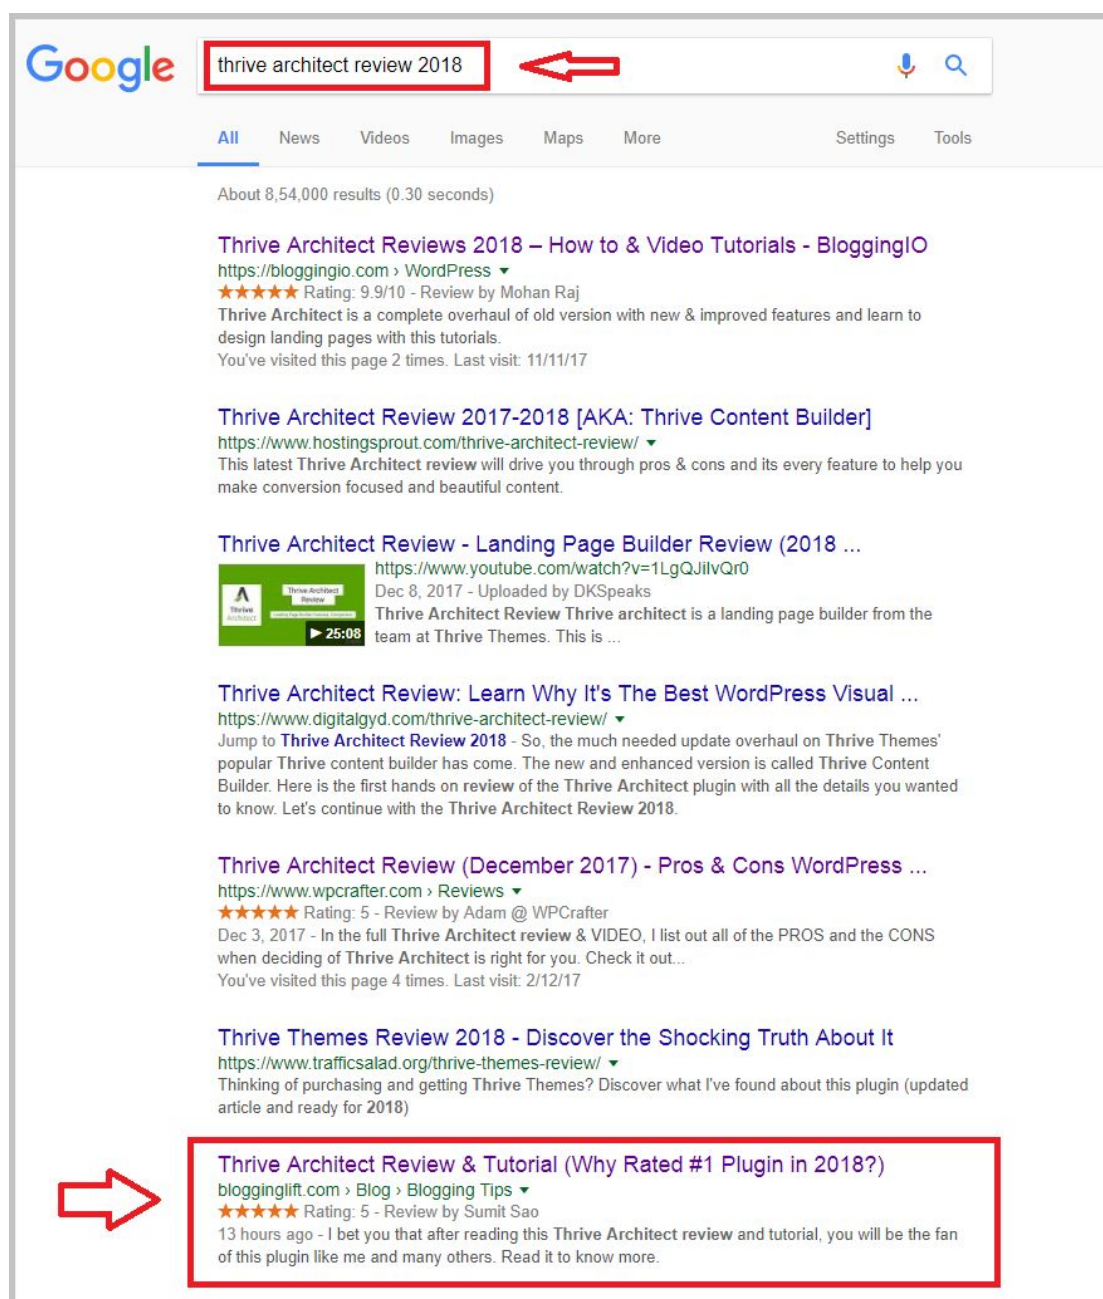 Google
thrive architect review 2018
All News Videos Images Maps More Settings Tools
About 8,54,000 results (0.30 seconds)
Thrive Architect Reviews 2018 – How to & Video Tutorials - BloggingIO
https://bloggingio.com › WordPress
Rating: 9.9/10 - Review by Mohan Raj
Thrive Architect is a complete overhaul of old version with new & improved features and learn to
design landing pages with this tutorials.
You've visited this page 2 times. Last visit: 11/11/17
Thrive Architect Review 2017-2018 [AKA: Thrive Content Builder]
https://www.hostingsprout.com/thrive-architect-review/
This latest Thrive Architect review will drive you through pros & cons and its every feature to help you
make conversion focused and beautiful content.
Thrive Architect Review - Landing Page Builder Review (2018 ...
https://www.youtube.com/watch?v=1LgQJiIvQr0
Dec 8, 2017 - Uploaded by DKSpeaks
Thrive Architect Review Thrive architect is a landing page builder from the
team at Thrive Themes. This is ...
Thrive
Architect
Thrive Architect
Review
25:08
Thrive Architect Review: Learn Why It's The Best WordPress Visual ...
https://www.digitalgyd.com/thrive-architect-review/
Jump to Thrive Architect Review 2018 - So, the much needed update overhaul on Thrive Themes'
popular Thrive content builder has come. The new and enhanced version is called Thrive Content
Builder. Here is the first hands on review of the Thrive Architect plugin with all the details you wanted
to know. Let's continue with the Thrive Architect Review 2018.
Thrive Architect Review (December 2017) - Pros & Cons WordPress ...
https://www.wpcrafter.com › Reviews
Rating: 5 - Review by Adam @ WPCrafter
Dec 3, 2017 - In the full Thrive Architect review & VIDEO, I list out all of the PROS and the CONS
when deciding of Thrive Architect is right for you. Check it out...
You've visited this page 4 times. Last visit: 2/12/17
Thrive Themes Review 2018 - Discover the Shocking Truth About It
https://www.trafficsalad.org/thrive-themes-review/
Thinking of purchasing and getting Thrive Themes? Discover what I've found about this plugin (updated
article and ready for 2018)
Thrive Architect Review & Tutorial (Why Rated #1 Plugin in 2018?)
blogginglift.com › Blog › Blogging Tips
Rating: 5 - Review by Sumit Sao
13 hours ago - I bet you that after reading this Thrive Architect review and tutorial, you will be the fan
of this plugin like me and many others. Read it to know more.